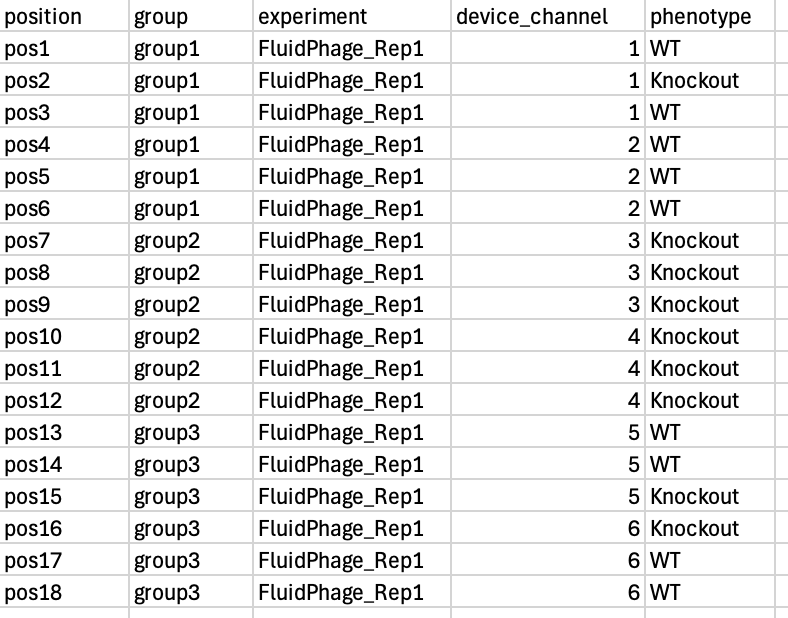 position group experiment device_channel phenotype
pos1 group1 FluidPhage_Rep1 1 WT
pos2 group1 FluidPhage_Rep1 1 Knockout
pos3 group1 FluidPhage_Rep1 1 WT
pos4 group1 FluidPhage_Rep1 2 WT
pos5 group1 FluidPhage_Rep1 2 WT
pos6 group1 FluidPhage_Rep1 2 WT
pos7 group2 FluidPhage_Rep1 3 Knockout
pos8 group2 FluidPhage_Rep1 3 Knockout
pos9 group2 FluidPhage_Rep1 3 Knockout
pos10 group2 FluidPhage_Rep1 4 Knockout
pos11 group2 FluidPhage_Rep1 4 Knockout
pos12 group2 FluidPhage_Rep1 4 Knockout
pos13 group3 FluidPhage_Rep1 5 WT
pos14 group3 FluidPhage_Rep1 5 WT
pos15 group3 FluidPhage_Rep1 5 Knockout
pos16 group3 FluidPhage_Rep1 6 Knockout
pos17 group3 FluidPhage_Rep1 6 WT
pos18 group3 FluidPhage_Rep1 6 WT